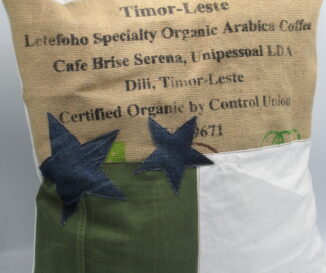 Timor-Leste
Letefoho Specialty Organic Arabica Coffee
Cafe Brise Serena, Unipessoal LDA
Dili, Timor-Leste
Certified Organic by Control Union
0671